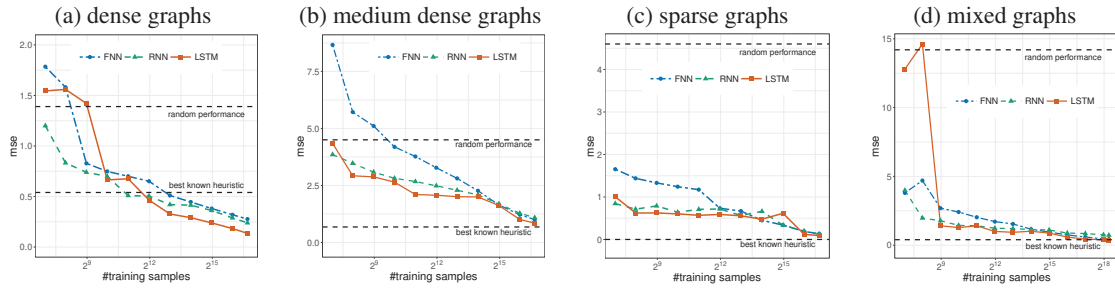 (a) dense graphs
2.0
1.5
1.0
0.5
0.0
mse
FNN RNN LSTM
random performance
best known heuristic
2^9 2^12 2^15
#training samples
(b) medium dense graphs
7.5
5.0
2.5
0.0
mse
FNN RNN LSTM
random performance
best known heuristic
2^9 2^12 2^15
#training samples
(c) sparse graphs
4
3
2
1
0
mse
random performance
FNN RNN LSTM
best known heuristic
2^9 2^12 2^15
#training samples
(d) mixed graphs
15
10
5
0
mse
random performance
FNN RNN LSTM
best known heuristic
2^9 2^12 2^15 2^18
#training samples